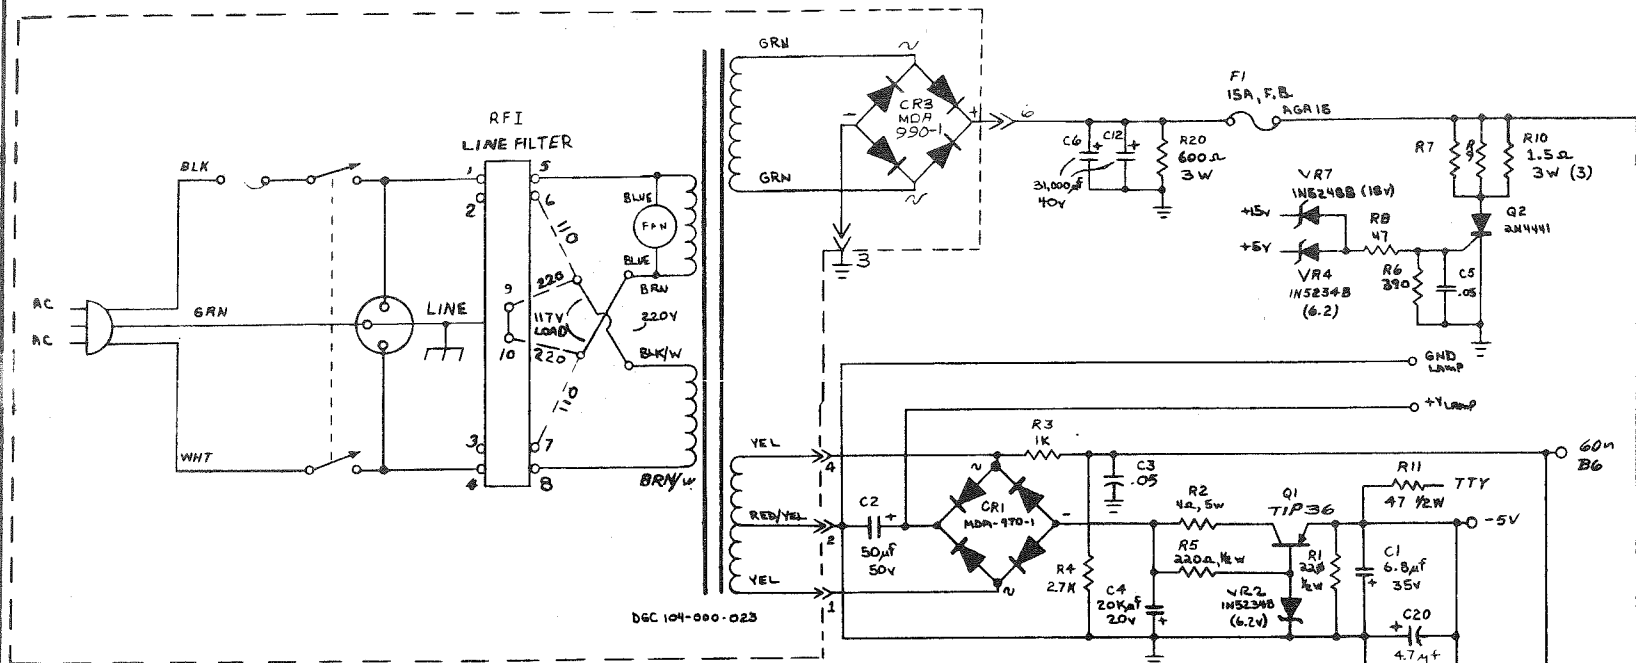 GRN
CR3
MDA
990-1
+
-
6
F1
15A, F.B.
AGA15
RFI
LINE FILTER
BLK
1
2
5
6
BLUE
FAN
BLUE
BRN
110
220
9
10
117V
LOAD
220V
220
110
BLK/W
GRN
C6
C12
+
+
R20
600Ω
3W
31,000µf
40V
R7
R9
R10
1.5Ω
3W (3)
VR7
1N5248B (18V)
+15V
+5V
R8
47
Q2
2N4441
VR4
1N5234B
(6.2)
R6
390
C5
.05
3
AC
AC
GRN
LINE
WHT
3
4
7
8
BRN/W
GND
LAMP
+V LAMP
YEL
4
R3
1K
C3
.05
60~
B6
RED/YEL
2
C2
+
50µf
50V
CR1
MDA-970-1
-
R2
4Ω, 5W
Q1
TIP36
R11
47 ½W
TTY
-5V
R5
220Ω, ½W
R4
2.7K
R1
½W
C1
6.8µf
35V
+
YEL
1
C4
20Kµf
20V
+
VR2
1N5234B
(6.2V)
C20
+
4.7µf
DGC 104-000-023